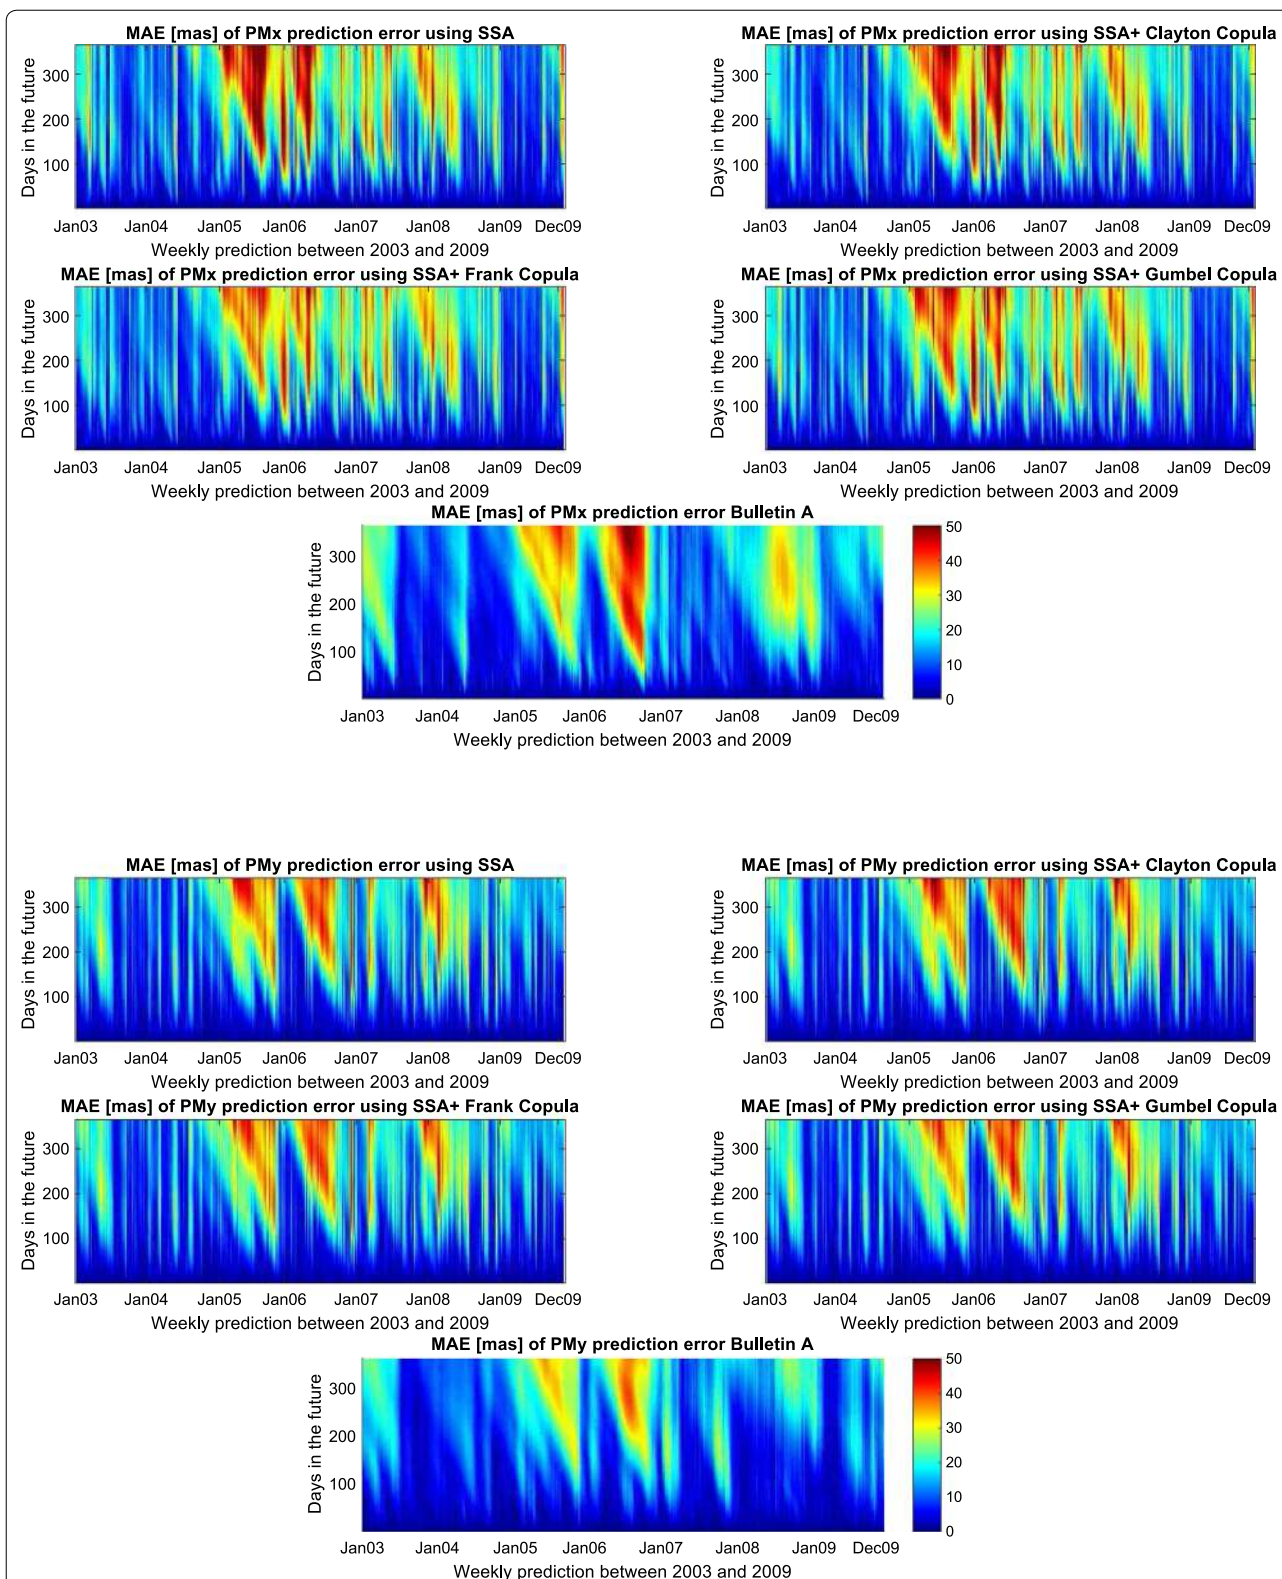 MAE [mas] of PMx prediction error using SSA
Days in the future
300
200
100
Jan03 Jan04 Jan05 Jan06 Jan07 Jan08 Jan09 Dec09
Weekly prediction between 2003 and 2009
MAE [mas] of PMx prediction error using SSA+ Clayton Copula
Days in the future
300
200
100
Jan03 Jan04 Jan05 Jan06 Jan07 Jan08 Jan09 Dec09
Weekly prediction between 2003 and 2009
MAE [mas] of PMx prediction error using SSA+ Frank Copula
Days in the future
300
200
100
Jan03 Jan04 Jan05 Jan06 Jan07 Jan08 Jan09 Dec09
Weekly prediction between 2003 and 2009
MAE [mas] of PMx prediction error using SSA+ Gumbel Copula
Days in the future
300
200
100
Jan03 Jan04 Jan05 Jan06 Jan07 Jan08 Jan09 Dec09
Weekly prediction between 2003 and 2009
MAE [mas] of PMx prediction error Bulletin A
Days in the future
300
200
100
Jan03 Jan04 Jan05 Jan06 Jan07 Jan08 Jan09 Dec09
Weekly prediction between 2003 and 2009
50
40
30
20
10
0
MAE [mas] of PMy prediction error using SSA
Days in the future
300
200
100
Jan03 Jan04 Jan05 Jan06 Jan07 Jan08 Jan09 Dec09
Weekly prediction between 2003 and 2009
MAE [mas] of PMy prediction error using SSA+ Clayton Copula
Days in the future
300
200
100
Jan03 Jan04 Jan05 Jan06 Jan07 Jan08 Jan09 Dec09
Weekly prediction between 2003 and 2009
MAE [mas] of PMy prediction error using SSA+ Frank Copula
Days in the future
300
200
100
Jan03 Jan04 Jan05 Jan06 Jan07 Jan08 Jan09 Dec09
Weekly prediction between 2003 and 2009
MAE [mas] of PMy prediction error using SSA+ Gumbel Copula
Days in the future
300
200
100
Jan03 Jan04 Jan05 Jan06 Jan07 Jan08 Jan09 Dec09
Weekly prediction between 2003 and 2009
MAE [mas] of PMy prediction error Bulletin A
Days in the future
300
200
100
Jan03 Jan04 Jan05 Jan06 Jan07 Jan08 Jan09 Dec09
Weekly prediction between 2003 and 2009
50
40
30
20
10
0